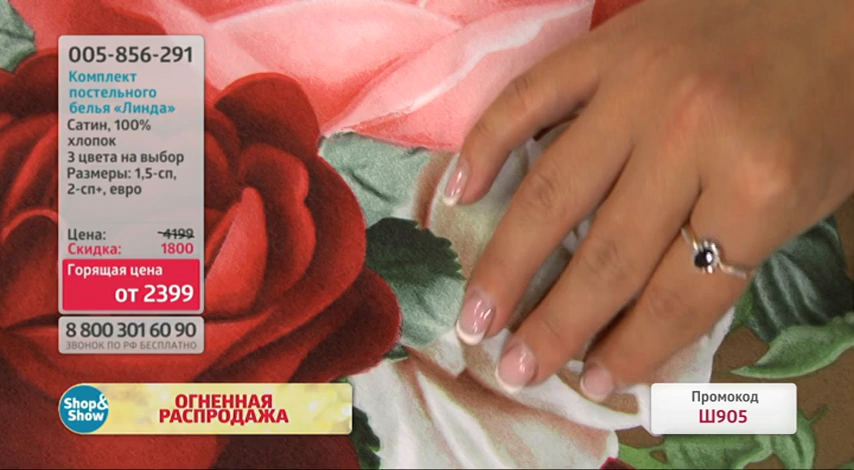 005-856-291
Комплект
постельного
белья «Линда»
Сатин, 100%
хлопок
3 цвета на выбор
Размеры: 1,5-сп,
2-сп+, евро
Цена: 4199
Скидка: 1800
Горящая цена
от 2399
8 800 301 60 90
ЗВОНОК ПО РФ БЕСПЛАТНО
Shop&
Show
ОГНЕННАЯ
РАСПРОДАЖА
Промокод
Ш905